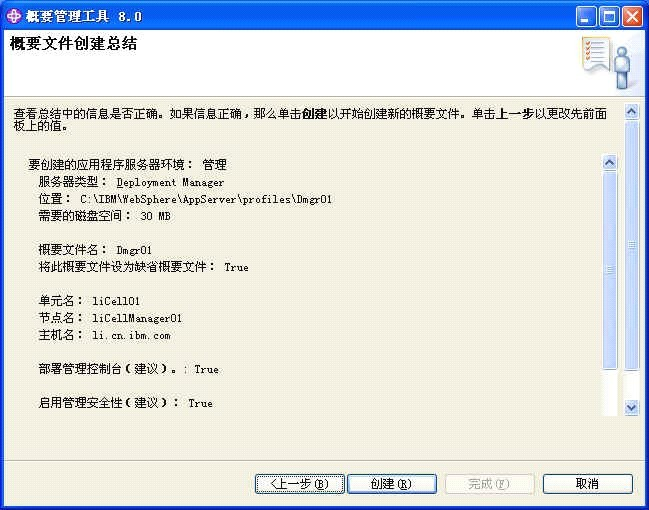 概要管理工具 8.0
概要文件创建总结
查看总结中的信息是否正确。如果信息正确，那么单击创建以开始创建新的概要文件。单击上一步以更改先前面
板上的值。
要创建的应用程序服务器环境： 管理
服务器类型： Deployment Manager
位置： C:\IBM\WebSphere\AppServer\profiles\Dmgr01
需要的磁盘空间： 30 MB
概要文件名： Dmgr01
将此概要文件设为缺省概要文件： True
单元名： liCell01
节点名： liCellManager01
主机名： li.cn.ibm.com
部署管理控制台（建议）。: True
启用管理安全性（建议）： True
<上一步(B) 创建(R) 完成(F) 取消